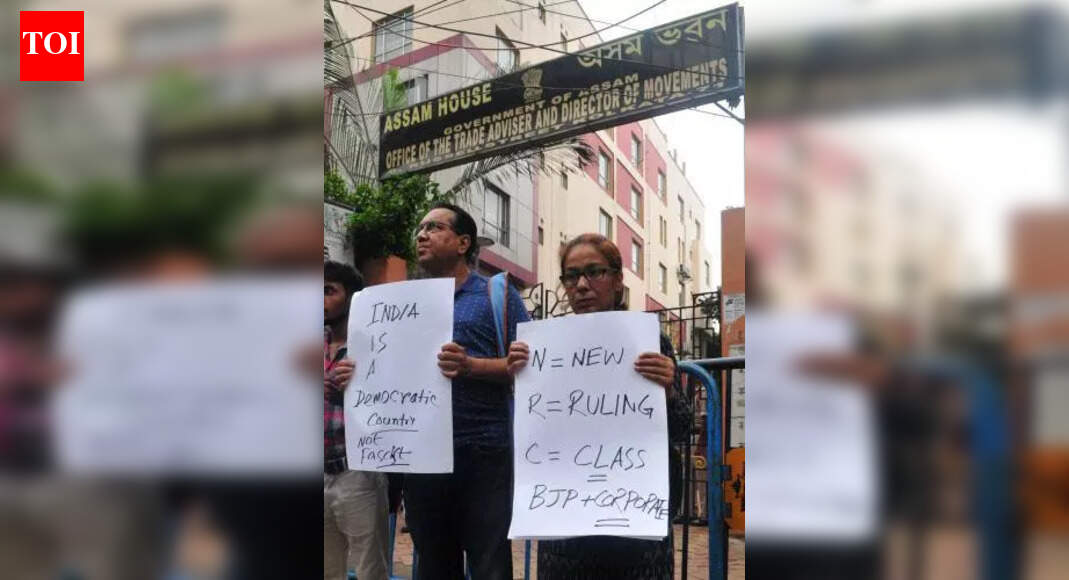 TOI
অসম ভৱন
ASSAM HOUSE
GOVERNMENT OF ASSAM
OFFICE OF THE TRADE ADVISER AND DIRECTOR OF MOVEMENTS
INDIA
IS
A
DEMOCRATIC
COUNTRY
NOT
FASCIST
N = NEW
R = RULING
C = CLASS
BJP + CORPORATE